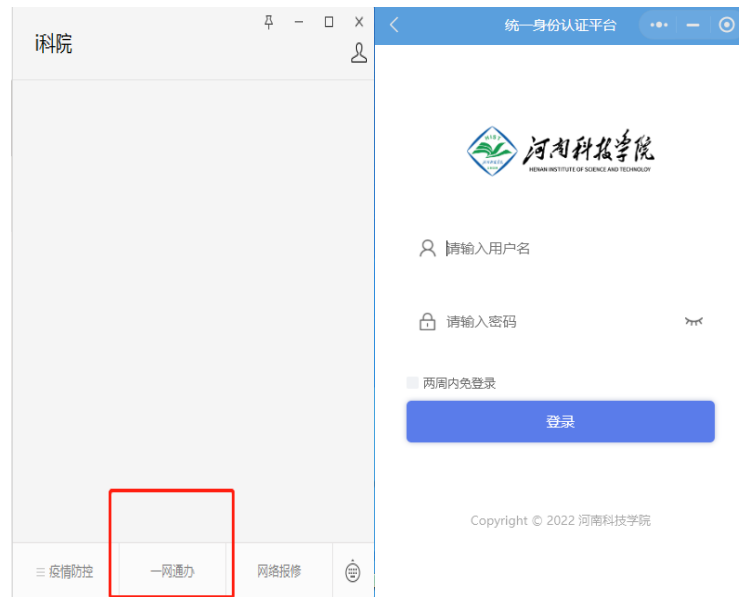 i科院
疫情防控
一网通办
网络报修
统一身份认证平台
河南科技学院
HENAN INSTITUTE OF SCIENCE AND TECHNOLOGY
请输入用户名
请输入密码
两周内免登录
登录
Copyright © 2022 河南科技学院